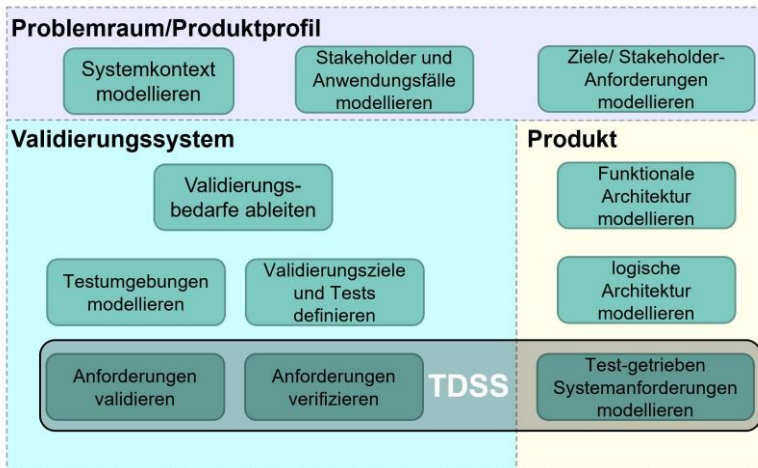 Problemraum/Produktprofil
Systemkontext
modellieren
Stakeholder und
Anwendungsfälle
modellieren
Ziele/ Stakeholder-
Anforderungen
modellieren
Validierungssystem
Validierungs-
bedarfe ableiten
Testumgebungen
modellieren
Validierungsziele
und Tests
definieren
Anforderungen
validieren
Anforderungen
verifizieren
TDSS
Produkt
Funktionale
Architektur
modellieren
logische
Architektur
modellieren
Test-getrieben
Systemanforderungen
modellieren